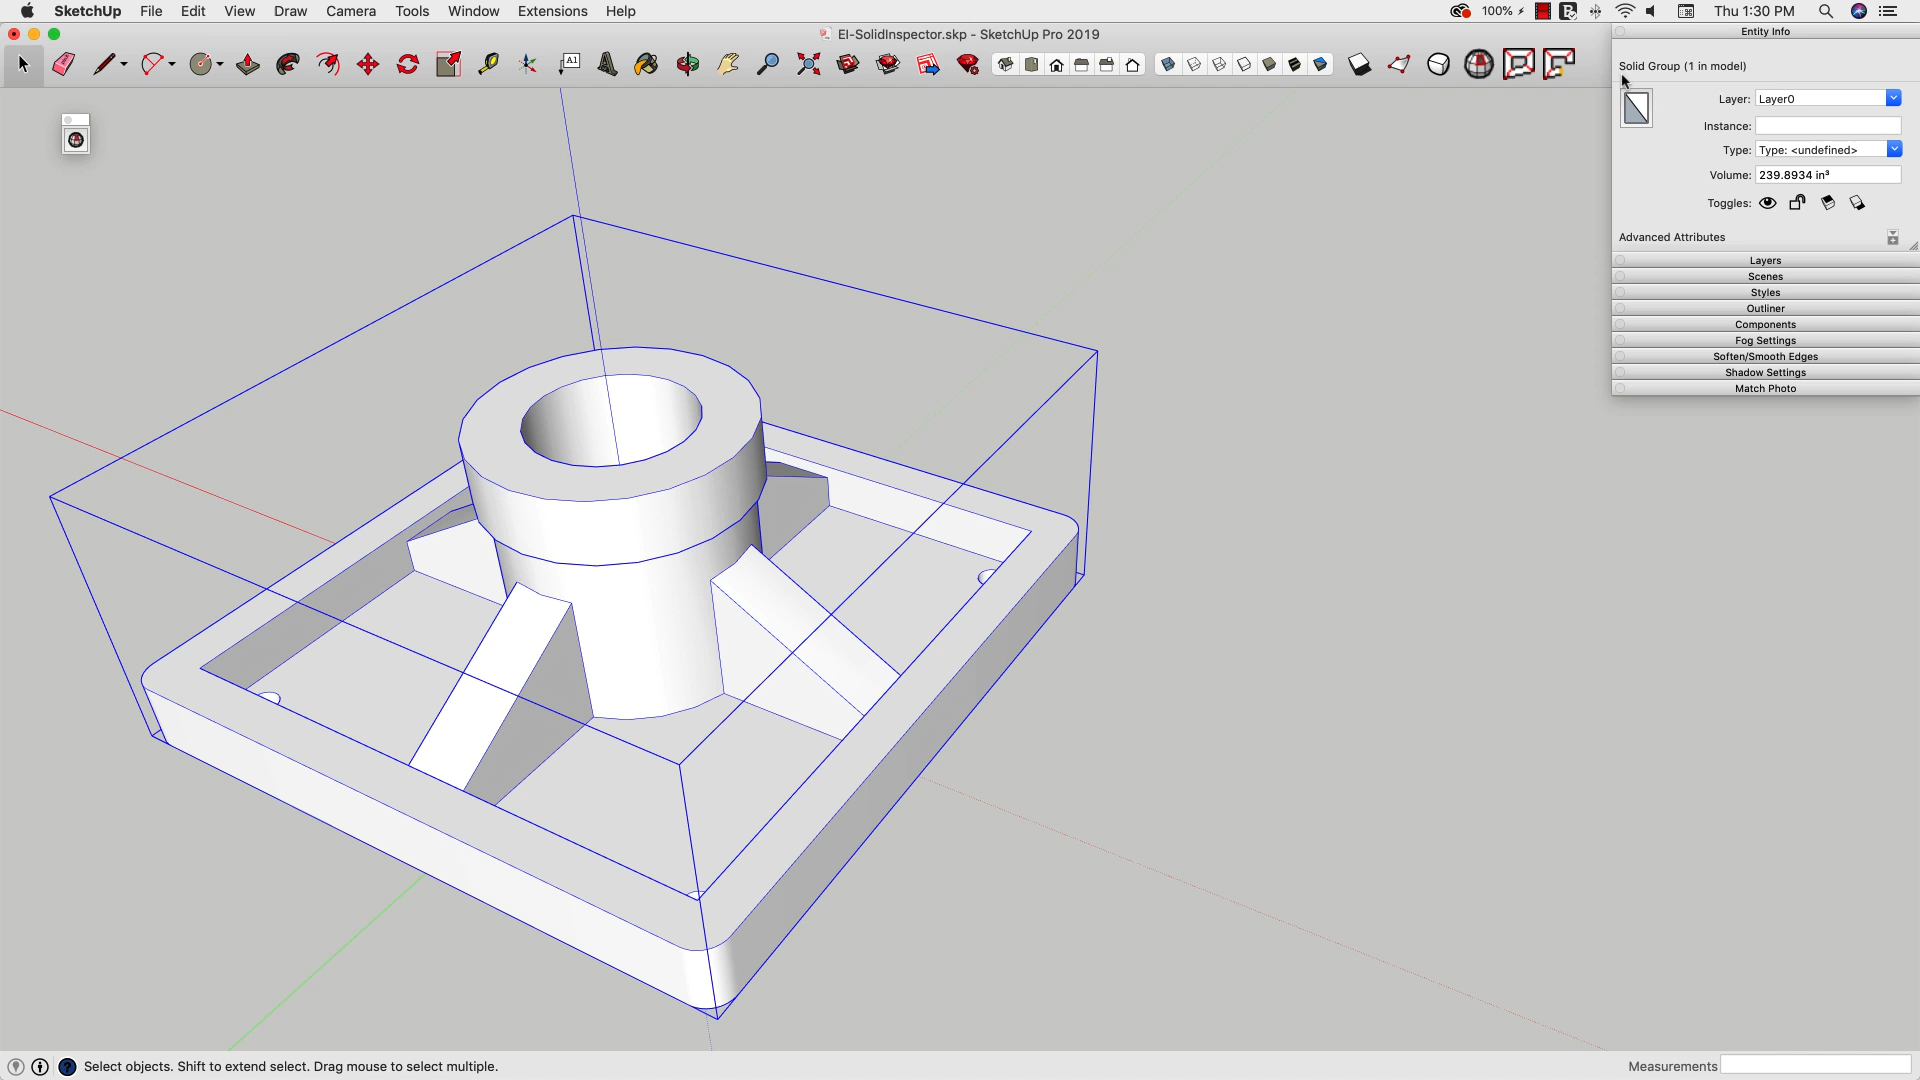 SketchUp File Edit View Draw Camera Tools Window Extensions Help
100% Thu 1:30 PM
EI-SolidInspector.skp - SketchUp Pro 2019
A1
Entity Info
Solid Group (1 in model)
Layer: Layer0
Instance:
Type: Type: <undefined>
Volume: 239.8934 in³
Toggles:
Advanced Attributes
Layers
Scenes
Styles
Outliner
Components
Fog Settings
Soften/Smooth Edges
Shadow Settings
Match Photo
Select objects. Shift to extend select. Drag mouse to select multiple.
Measurements